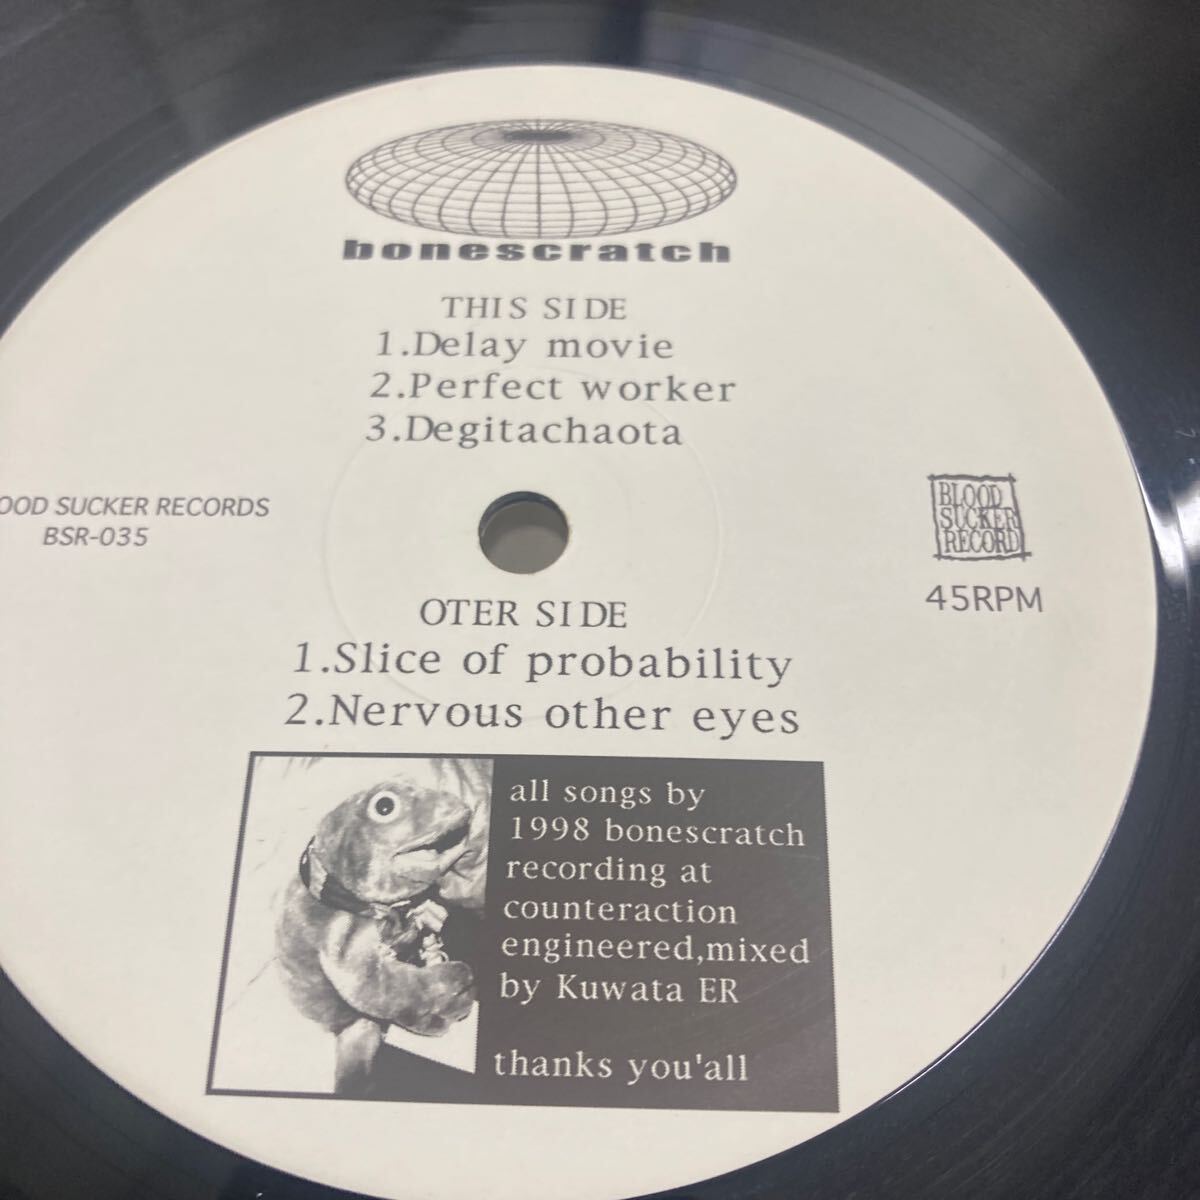 bonescratch
THIS SIDE
1.Delay movie
2.Perfect worker
3.Degitachaota
OOD SUCKER RECORDS
BSR-035
BLOOD
SUCKER
RECORD
45RPM
OTER SIDE
1.Slice of probability
2.Nervous other eyes
all songs by
1998 bonescratch
recording at
counteraction
engineered,mixed
by Kuwata ER
thanks you'all